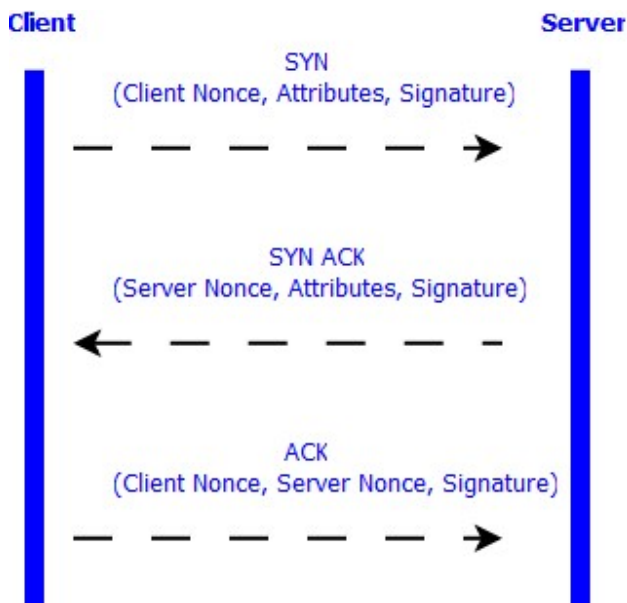 Client
Server
SYN
(Client Nonce, Attributes, Signature)
SYN ACK
(Server Nonce, Attributes, Signature)
ACK
(Client Nonce, Server Nonce, Signature)